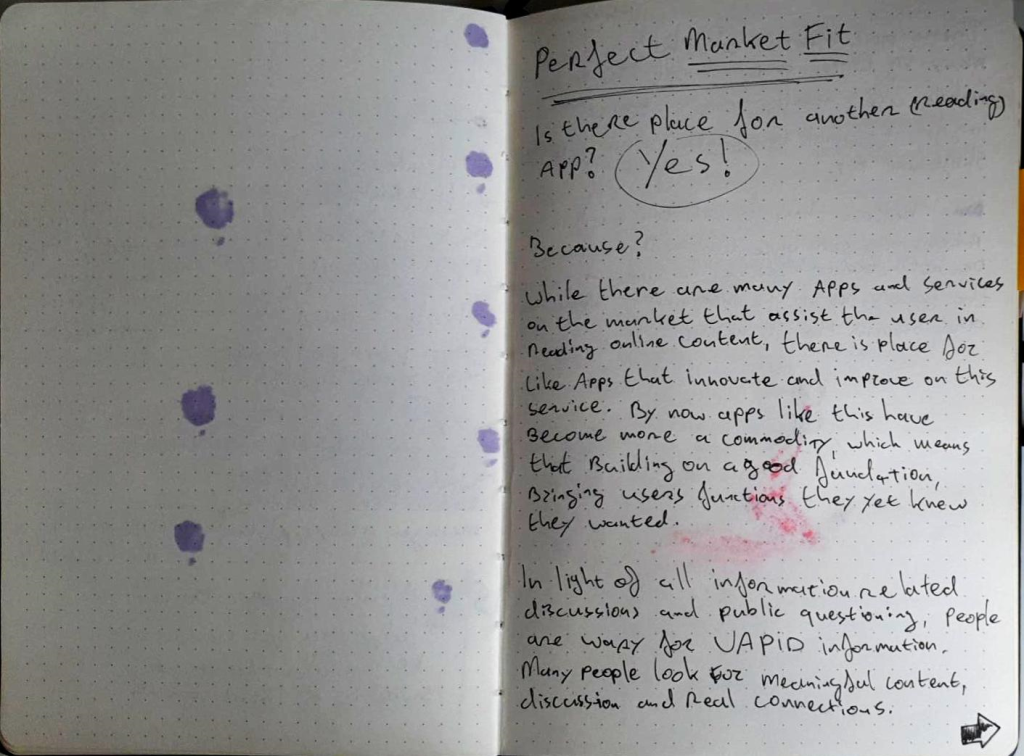 Perfect Market Fit
Is there place for another (reading)
App? Yes!
Because?
While there are many Apps and services
on the market that assist the user in
reading online content, there is place for
like Apps that innovate and improve on this
service. By now apps like this have
become more a commodity, which means
that Building on a good fundation,
Bringing users functions they yet knew
they wanted.
In light of all information related
discussions and public questioning, people
are wary for VAPID information.
Many people look for meaningful content,
discussion and Real connections.